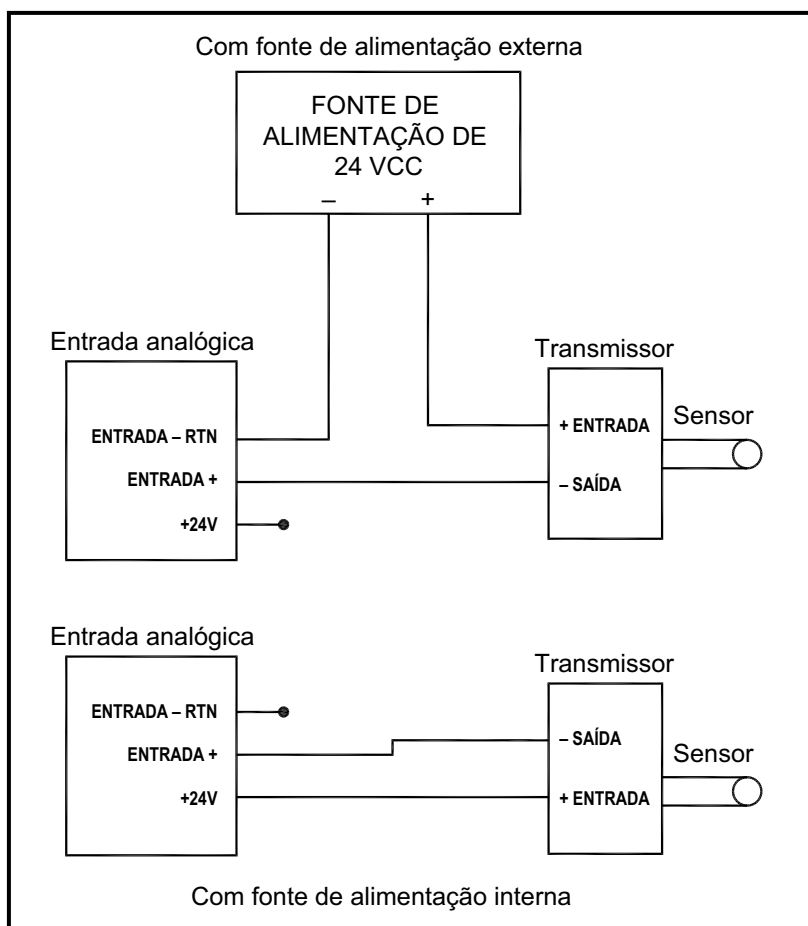 Com fonte de alimentação externa
FONTE DE
ALIMENTAÇÃO DE
24 VCC
– +
Entrada analógica
ENTRADA – RTN
ENTRADA +
+24V
Transmissor
+ ENTRADA
– SAÍDA
Sensor
Entrada analógica
ENTRADA – RTN
ENTRADA +
+24V
Transmissor
– SAÍDA
+ ENTRADA
Sensor
Com fonte de alimentação interna